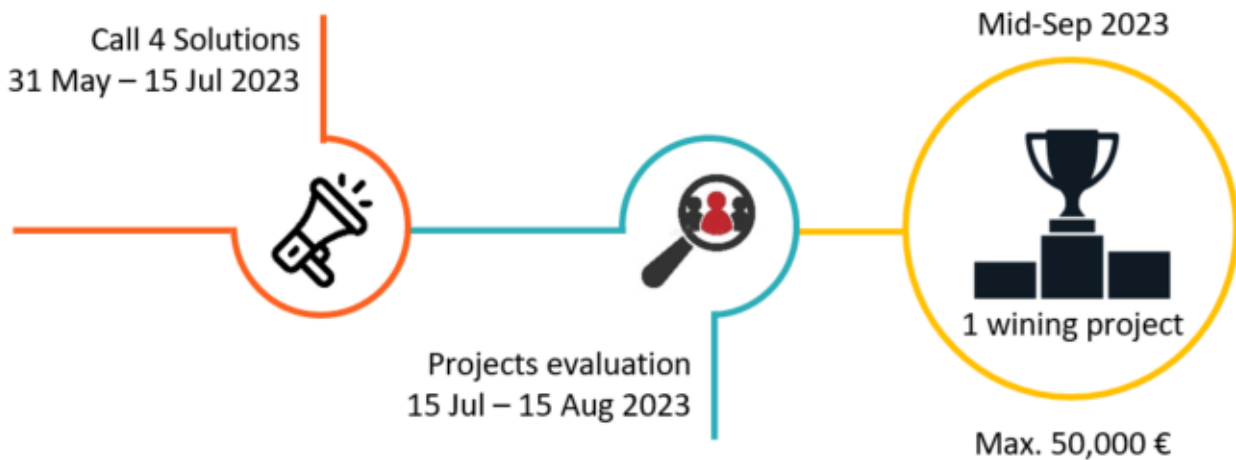 Call 4 Solutions
31 May – 15 Jul 2023
Projects evaluation
15 Jul – 15 Aug 2023
Mid-Sep 2023
1 wining project
Max. 50,000 €